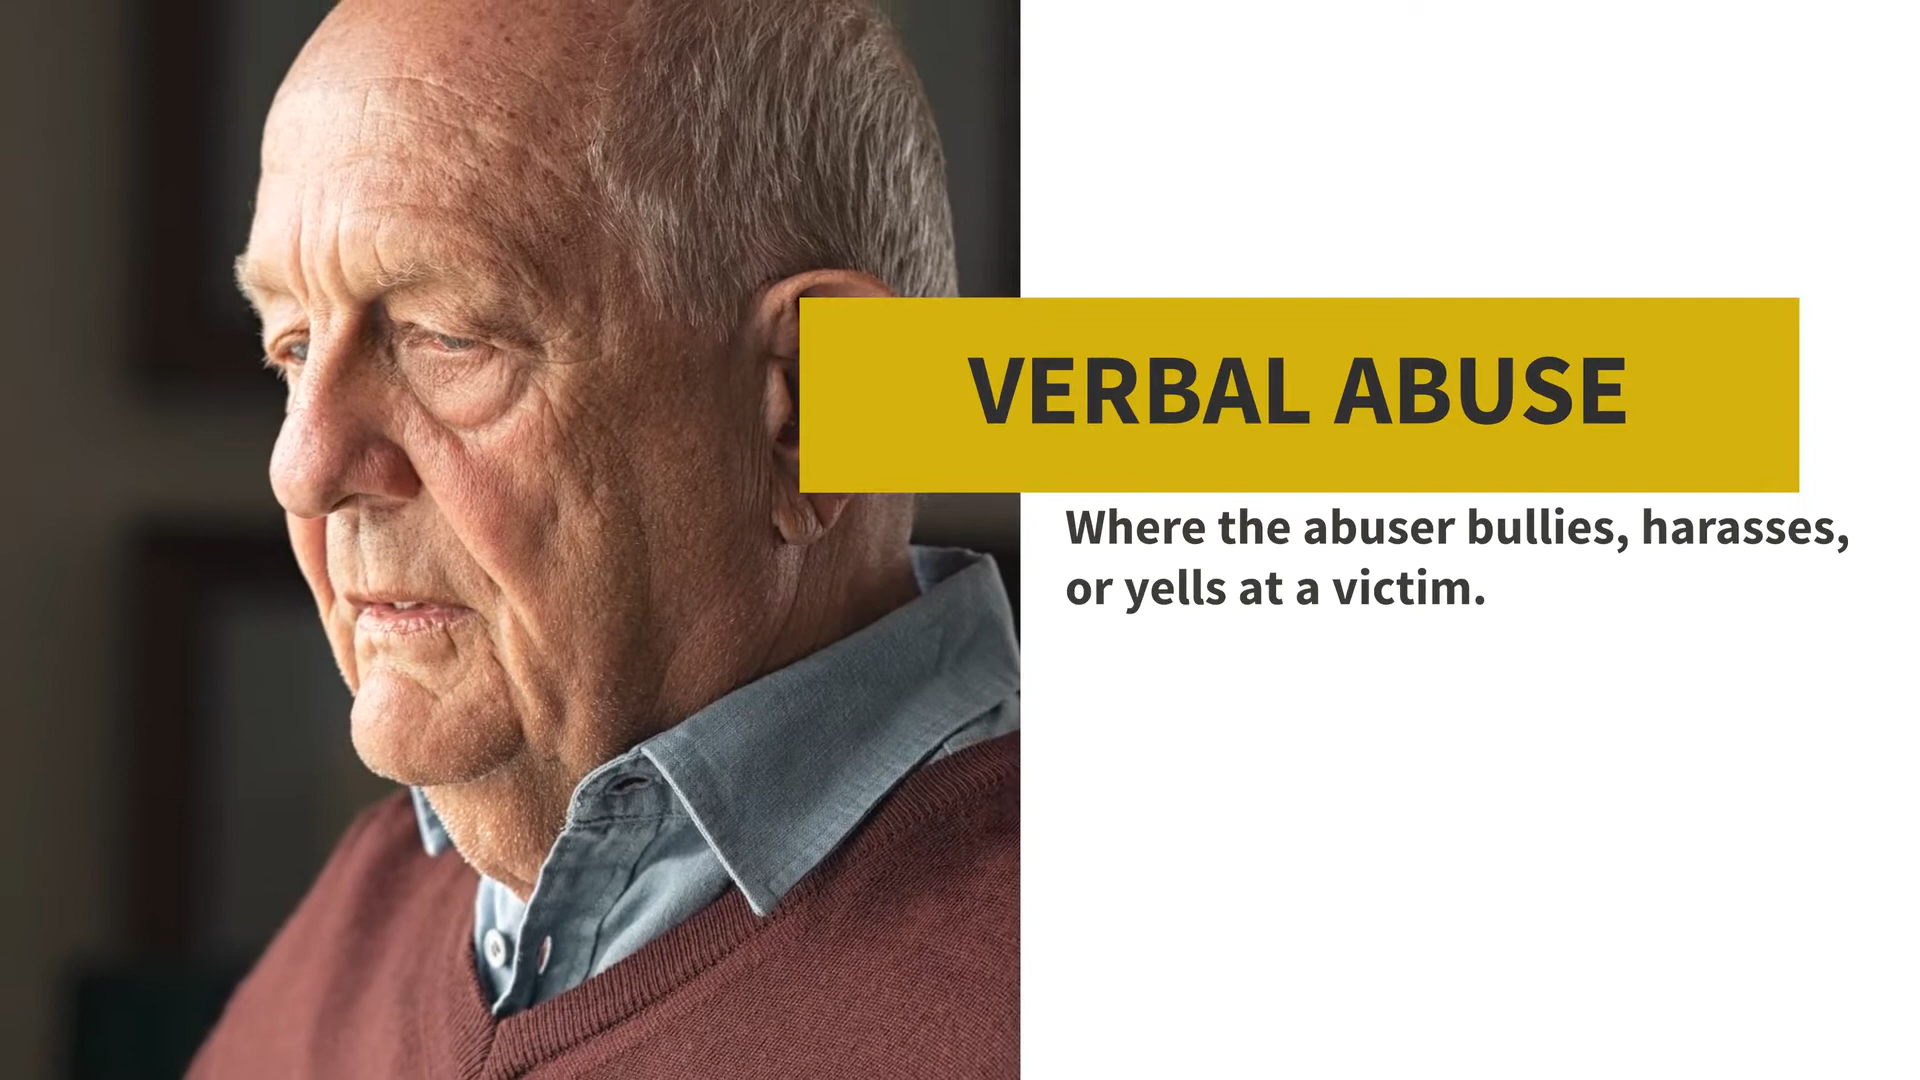 VERBAL ABUSE
Where the abuser bullies, harasses,
or yells at a victim.